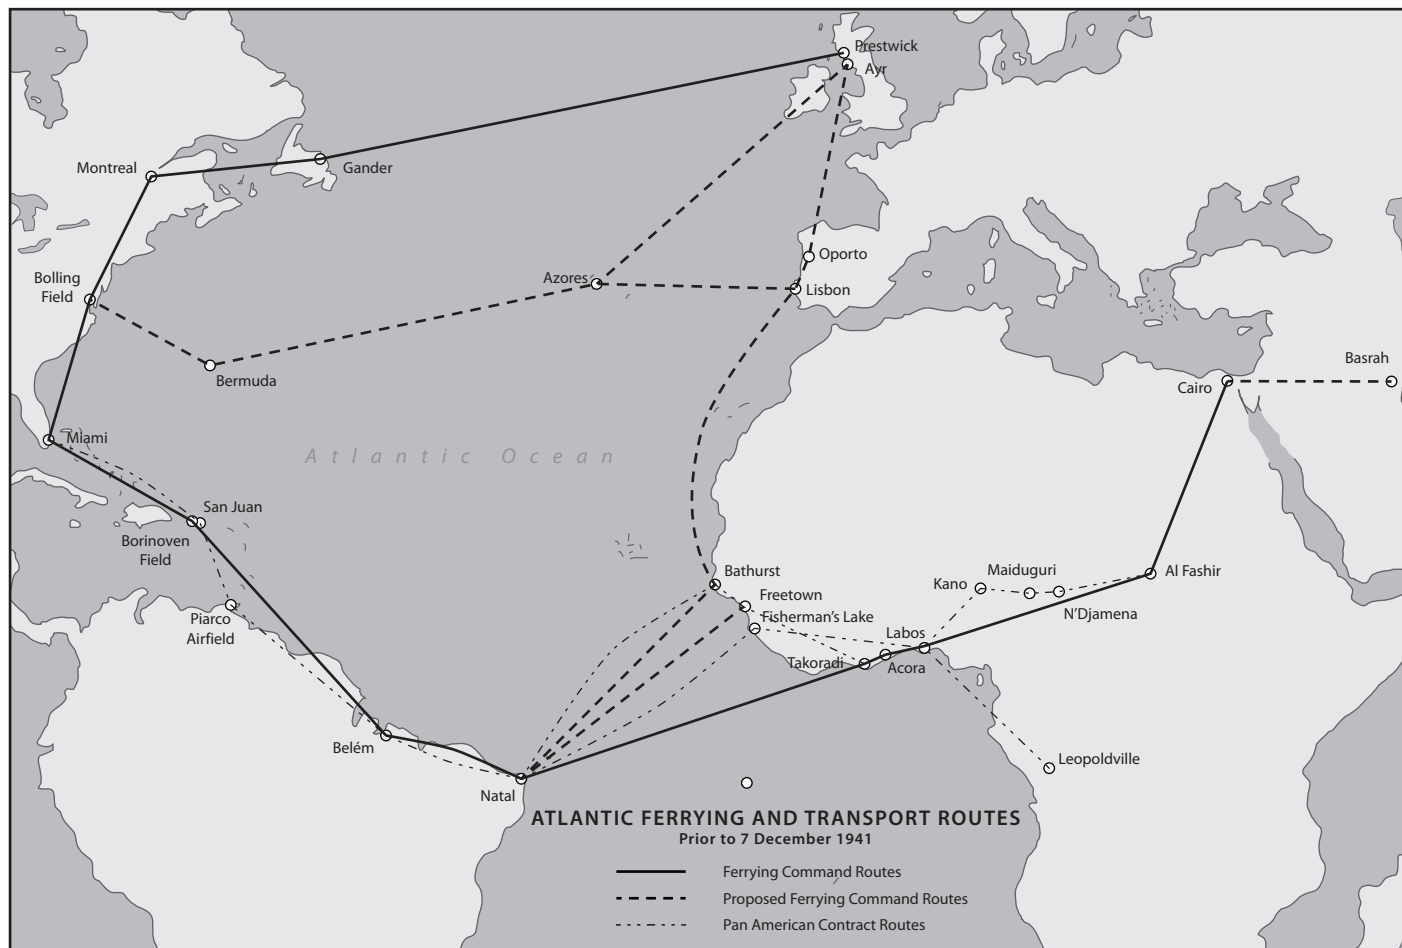 Prestwick
Ayr
Montreal
Gander
Bolling
Field
Azores
Oporto
Lisbon
Bermuda
Basrah
Cairo
Miami
Atlantic Ocean
San Juan
Borinoven
Field
Bathurst
Freetown
Fisherman's Lake
Kano
Maiduguri
Al Fashir
N'Djamena
Piarco
Airfield
Labos
Takoradi
Acora
Belém
Leopoldville
Natal
ATLANTIC FERRYING AND TRANSPORT ROUTES
Prior to 7 December 1941
Ferrying Command Routes
Proposed Ferrying Command Routes
Pan American Contract Routes